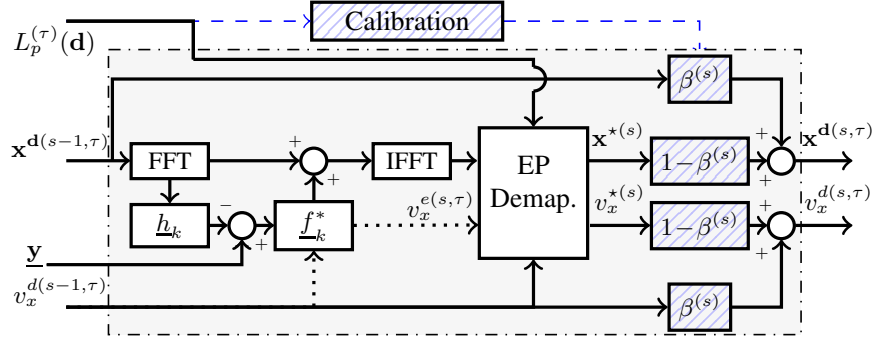 Calibration
L_p^{(τ)}(𝐝)
β^{(s)}
𝐱^{𝐝(s−1,τ)} FFT + + IFFT EP Demap. 𝐱^{⋆(s)} 1−β^{(s)} + + 𝐱^{𝐝(s,τ)}
h_k − + f_k^* v_x^{e(s,τ)} v_x^{⋆(s)} 1−β^{(s)} + + v_x^{d(s,τ)}
𝐲
v_x^{d(s−1,τ)} β^{(s)}